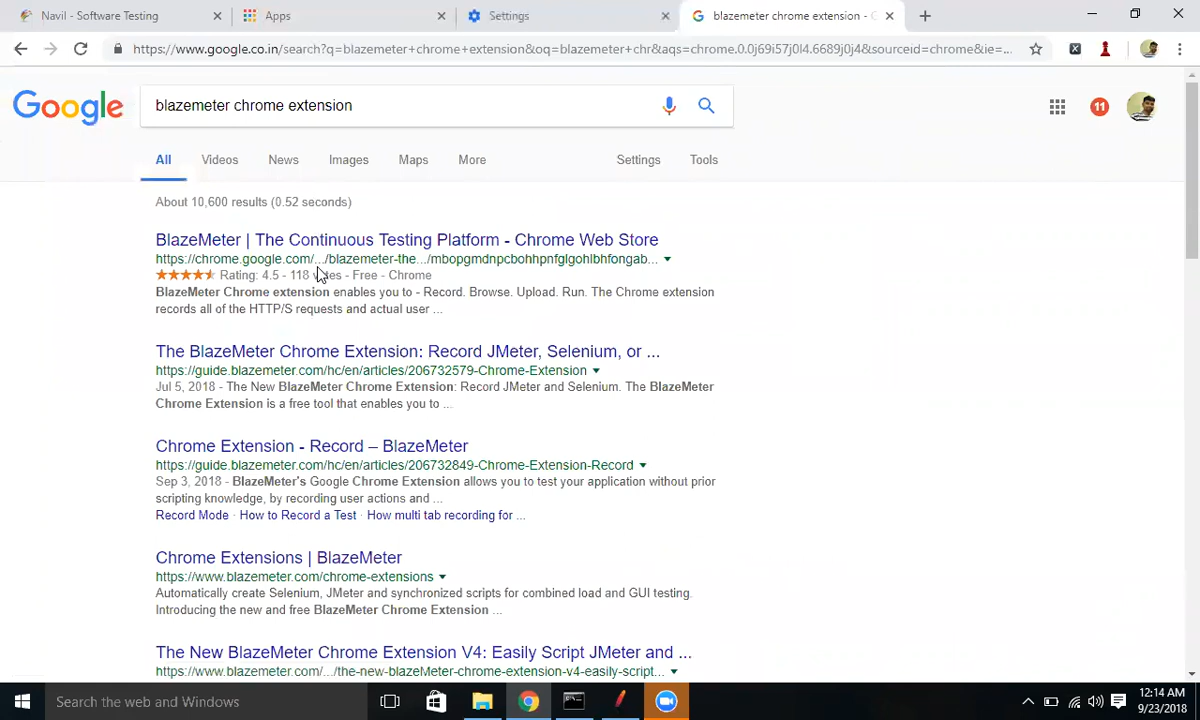 Navil - Software Testing
Apps
Settings
blazemeter chrome extension - G
https://www.google.co.in/search?q=blazemeter+chrome+extension&oq=blazemeter+chr&aqs=chrome.0.0j69i57j0l4.6689j0j4&sourceid=chrome&ie=...
Google
blazemeter chrome extension
11
All Videos News Images Maps More Settings Tools
About 10,600 results (0.52 seconds)
BlazeMeter | The Continuous Testing Platform - Chrome Web Store
https://chrome.google.com/.../blazemeter-the.../mbopgmdnpcbohhpnfglgohlbhfongab...
Rating: 4.5 - 118 votes - Free - Chrome
BlazeMeter Chrome extension enables you to - Record. Browse. Upload. Run. The Chrome extension
records all of the HTTP/S requests and actual user ...
The BlazeMeter Chrome Extension: Record JMeter, Selenium, or ...
https://guide.blazemeter.com/hc/en/articles/206732579-Chrome-Extension
Jul 5, 2018 - The New BlazeMeter Chrome Extension: Record JMeter and Selenium. The BlazeMeter
Chrome Extension is a free tool that enables you to ...
Chrome Extension - Record – BlazeMeter
https://guide.blazemeter.com/hc/en/articles/206732849-Chrome-Extension-Record
Sep 3, 2018 - BlazeMeter's Google Chrome Extension allows you to test your application without prior
scripting knowledge, by recording user actions and ...
Record Mode · How to Record a Test · How multi tab recording for ...
Chrome Extensions | BlazeMeter
https://www.blazemeter.com/chrome-extensions
Automatically create Selenium, JMeter and synchronized scripts for combined load and GUI testing.
Introducing the new and free BlazeMeter Chrome Extension ...
The New BlazeMeter Chrome Extension V4: Easily Script JMeter and ...
https://www.blazemeter.com/.../the-new-blazeMeter-chrome-extension-v4-easily-script...
Search the web and Windows
12:14 AM
9/23/2018